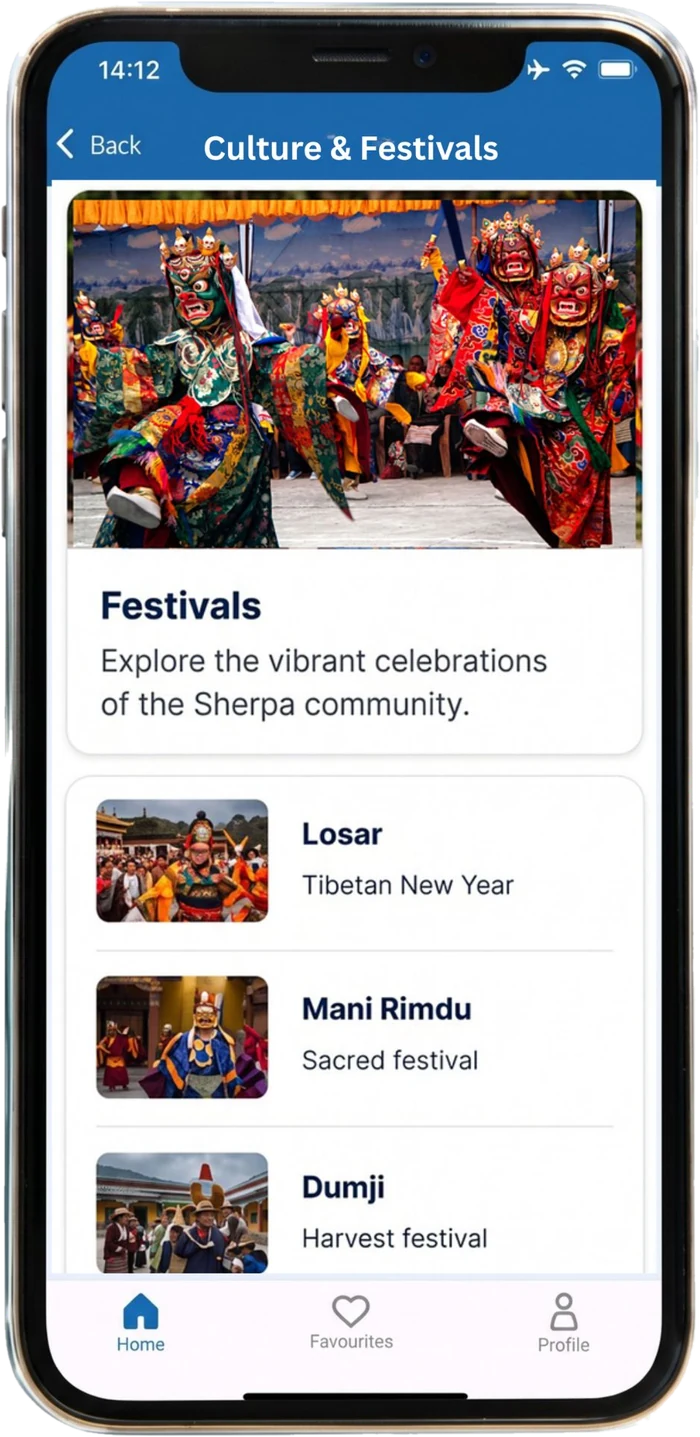 14:12
Back
Culture & Festivals
Festivals
Explore the vibrant celebrations
of the Sherpa community.
Losar
Tibetan New Year
Mani Rimdu
Sacred festival
Dumji
Harvest festival
Home
Favourites
Profile